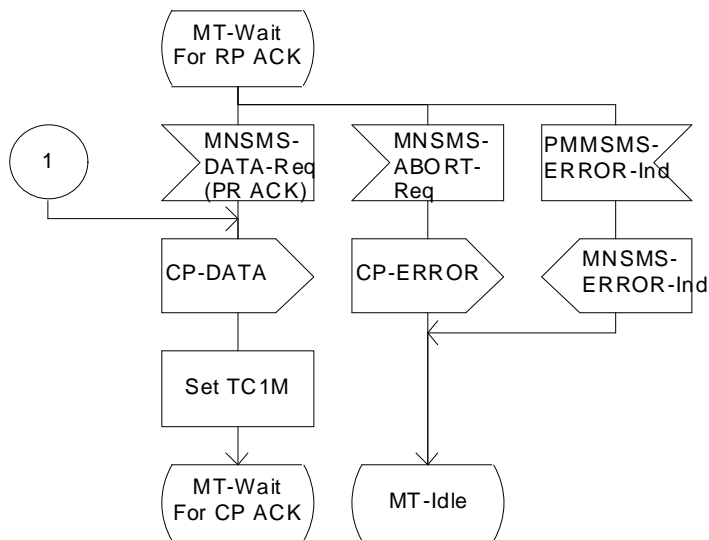 MT-Wait
For RP ACK
1
MNSMS-
DATA-Req
(PR ACK)
MNSMS-
ABORT-
Req
PMMSMS-
ERROR-Ind
CP-DATA
CP-ERROR
MNSMS-
ERROR-Ind
Set TC1M
MT-Wait
For CP ACK
MT-Idle